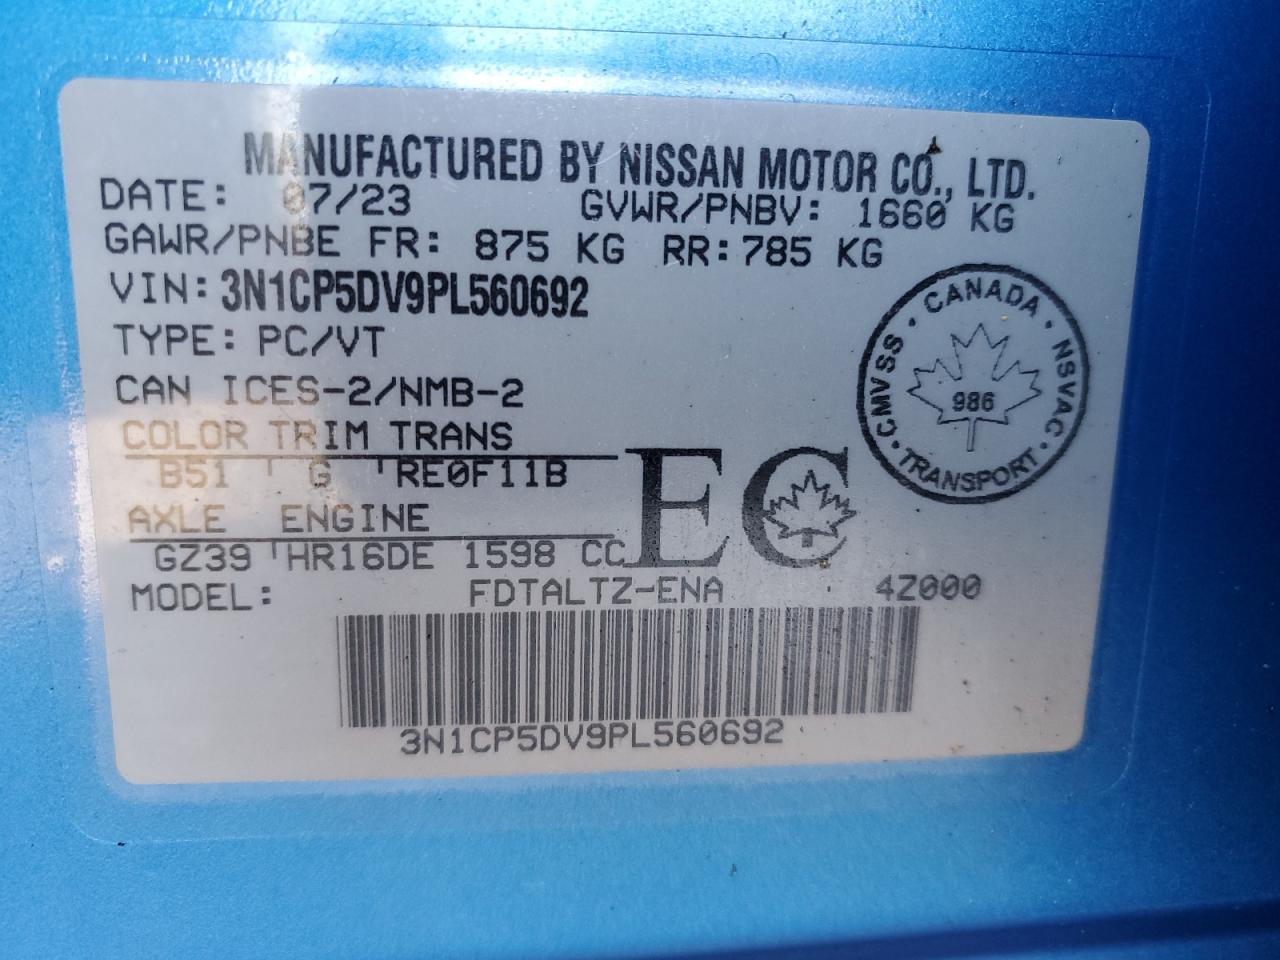 MANUFACTURED BY NISSAN MOTOR CO., LTD.
DATE: 07/23 GVWR/PNBV: 1660 KG
GAWR/PNBE FR: 875 KG RR: 785 KG
VIN: 3N1CP5DV9PL560692
TYPE: PC/VT
CAN ICES-2/NMB-2
COLOR TRIM TRANS
B51 G RE0F11B
AXLE ENGINE
GZ39 HR16DE 1598 CC
EC
CANADA · NSVAC · TRANSPORT · CMVSS ·
986
MODEL: FDTALTZ-ENA 4Z000
3N1CP5DV9PL560692